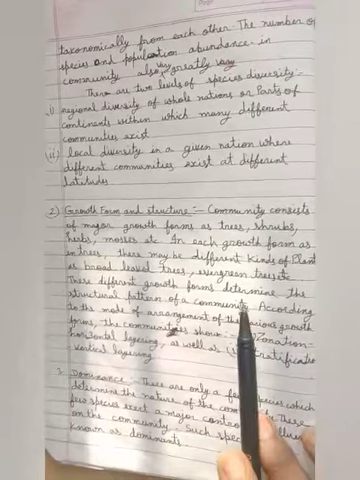 taxonomically from each other. The number of
species and population abundance in
community also vary greatly
There are two levels of species diversity:-
i) regional diversity of whole nations or Parts of
continents within which many different
communities exist
(ii) local diversity in a given nation where
different communities exist at different
latitudes.
2) Growth Form and structure:- Community consists
of major growth forms as trees, shrubs,
herbs, mosses etc In each growth form as
in trees, there may be different kinds of Plant
as broad leaved trees, evergreen trees etc
These different growth forms determine the
structural pattern of a community. According
to the mode of arrangement of the various growth
forms, the communities show:- Zonation-
horizontal layering, as well as (ii) Stratification
- vertical layering
3. Dominance:- There are only a few species which
determine the nature of the community. These
few species exert a major control
on the community. Such species
known as dominants.